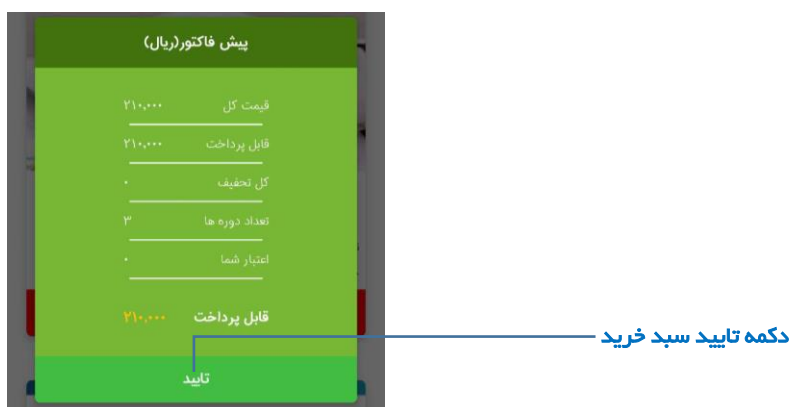 پیش فاکتور(ریال)
قیمت کل ۲۱۰,۰۰۰
قابل پرداخت ۲۱۰,۰۰۰
کل تخفیف ۰
تعداد دوره ها ۳
اعتبار شما ۰
قابل پرداخت ۲۱۰,۰۰۰
دکمه تایید سبد خرید
تایید